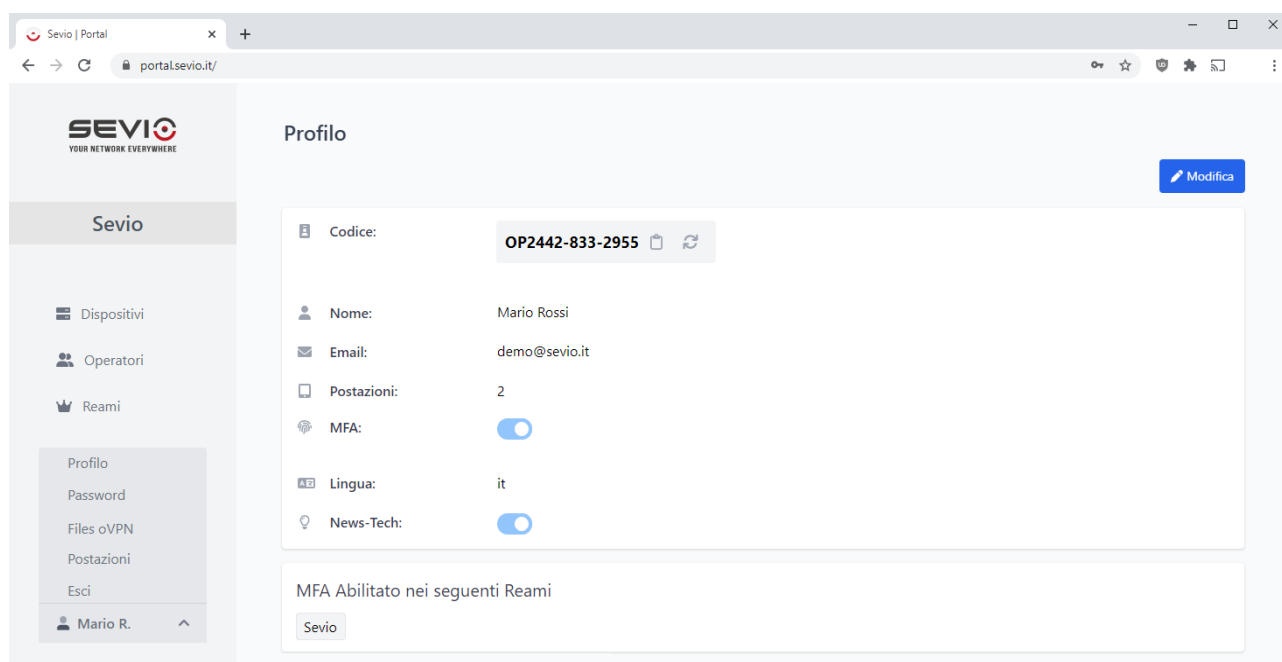 Sevio | Portal
portal.sevio.it/
SEVIO
YOUR NETWORK EVERYWHERE
Sevio
Dispositivi
Operatori
Reami
Profilo
Password
Files oVPN
Postazioni
Esci
Mario R.
Profilo
Modifica
Codice: OP2442-833-2955
Nome: Mario Rossi
Email: demo@sevio.it
Postazioni: 2
MFA:
Lingua: it
News-Tech:
MFA Abilitato nei seguenti Reami
Sevio